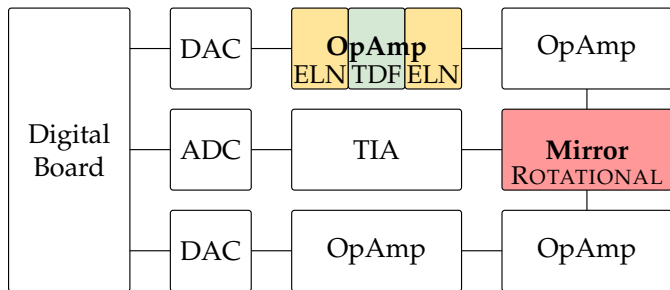 DAC
OpAmp
ELN TDF ELN
OpAmp
Digital
Board
ADC
TIA
Mirror
ROTATIONAL
DAC
OpAmp
OpAmp